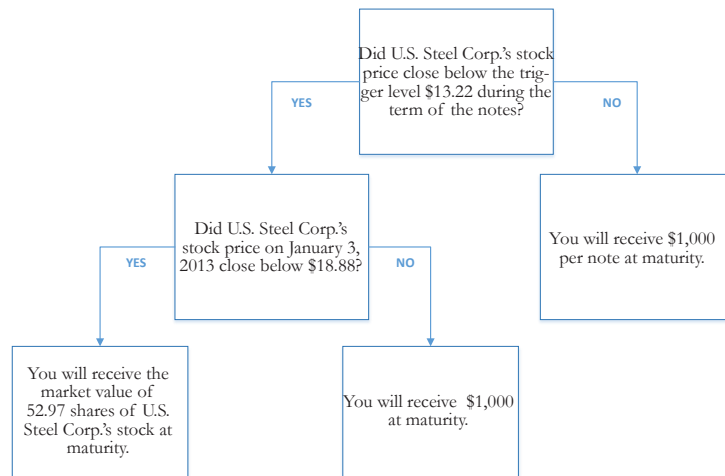 Did U.S. Steel Corp.'s stock
price close below the trig-
ger level $13.22 during the
term of the notes?
YES
NO
Did U.S. Steel Corp.'s
stock price on January 3,
2013 close below $18.88?
You will receive $1,000
per note at maturity.
YES
NO
You will receive the
market value of
52.97 shares of U.S.
Steel Corp.'s stock at
maturity.
You will receive $1,000
at maturity.